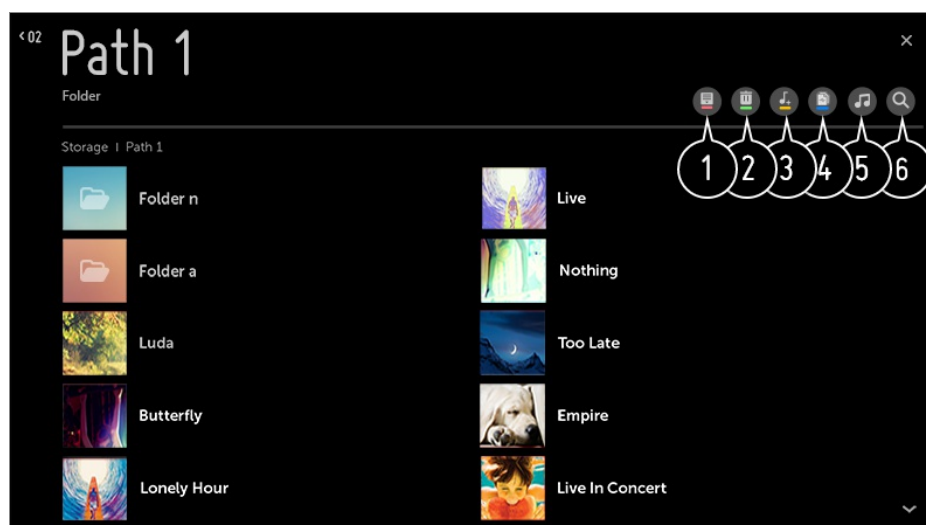 < 02
Path 1
Folder
1 2 3 4 5 6
Storage | Path 1
Folder n
Live
Folder a
Nothing
Luda
Too Late
Butterfly
Empire
Lonely Hour
Live In Concert